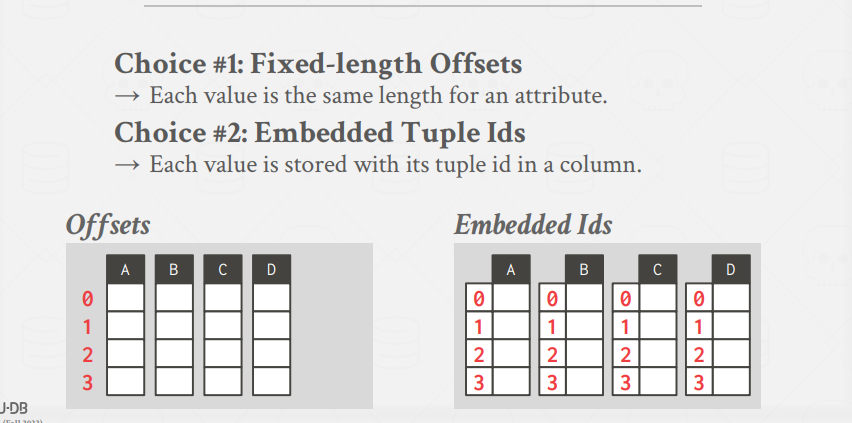 Choice #1: Fixed-length Offsets
→ Each value is the same length for an attribute.
Choice #2: Embedded Tuple Ids
→ Each value is stored with its tuple id in a column.
Offsets
A B C D
0
1
2
3
Embedded Ids
A B C D
0 0 0 0
1 1 1 1
2 2 2 2
3 3 3 3
·DB